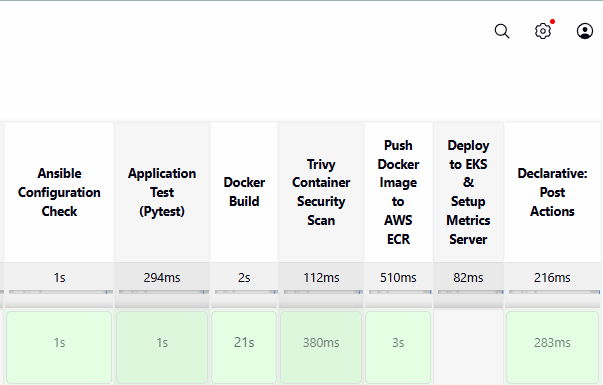 Ansible
Configuration
Check
Application
Test
(Pytest)
Docker
Build
Trivy
Container
Security
Scan
Push
Docker
Image
to
AWS
ECR
Deploy
to EKS
&
Setup
Metrics
Server
Declarative:
Post
Actions
1s 294ms 2s 112ms 510ms 82ms 216ms
1s 1s 21s 380ms 3s 283ms